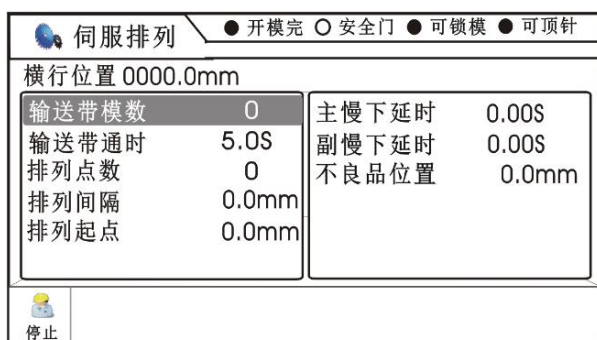 伺服排列 ● 开模完 ○ 安全门 ● 可锁模 ● 可顶针
横行位置 0000.0mm
输送带模数 0
输送带通时 5.0S
排列点数 0
排列间隔 0.0mm
排列起点 0.0mm
主慢下延时 0.00S
副慢下延时 0.00S
不良品位置 0.0mm
停止